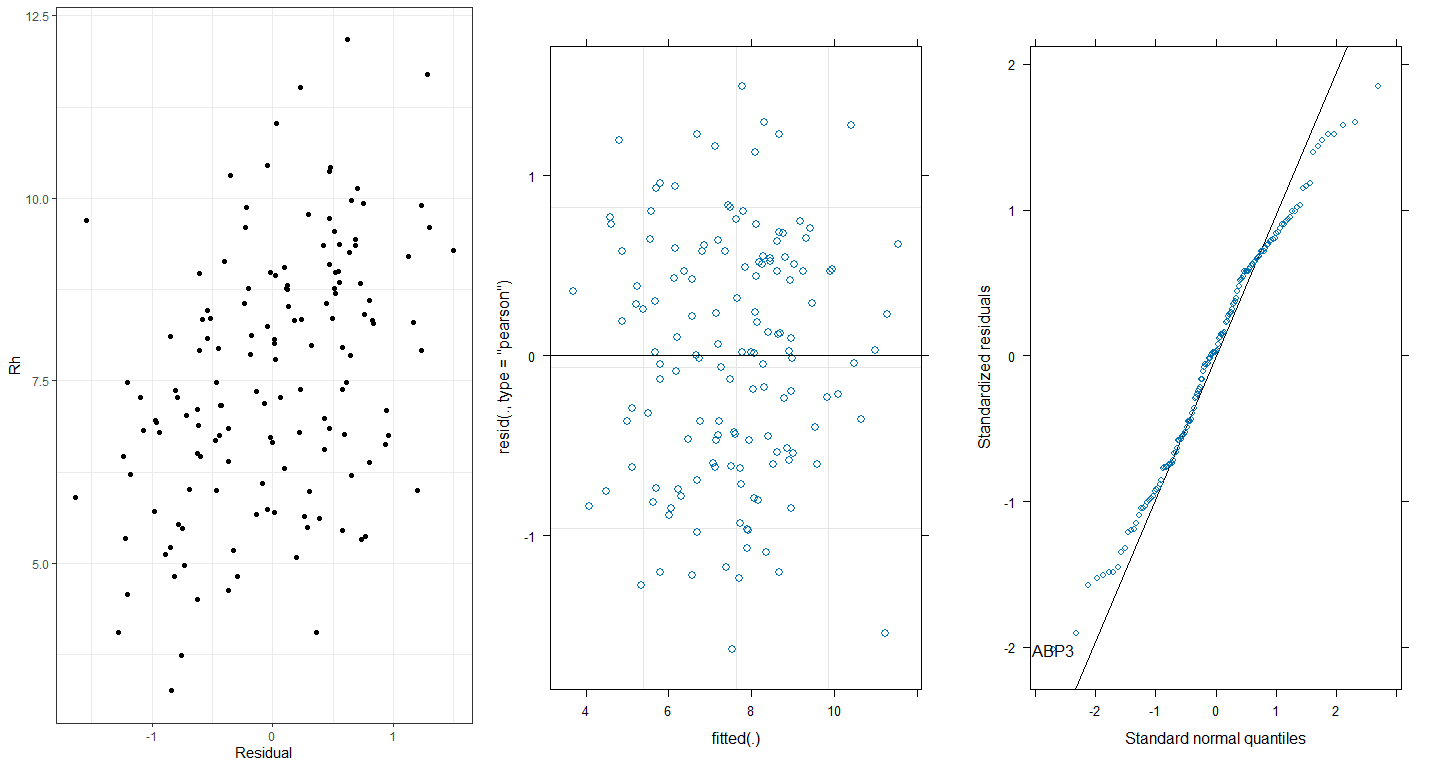 12.5
10.0
7.5
5.0
Rh
-1 0 1
Residual
1
0
-1
resid(., type = "pearson")
4 6 8 10
fitted(.)
2
1
0
-1
-2
Standardized residuals
ABP3
-2 -1 0 1 2
Standard normal quantiles